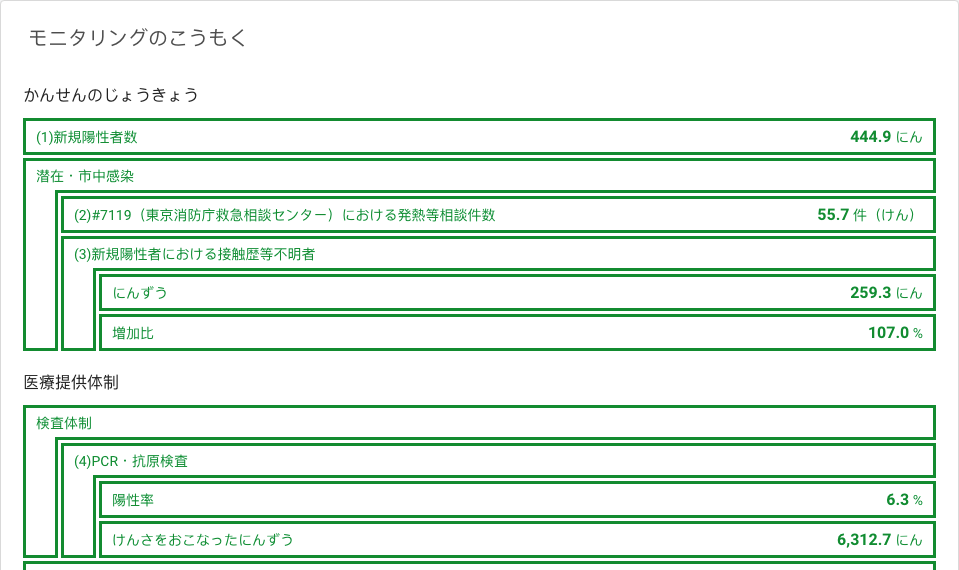 モニタリングのこうもく
かんせんのじょうきょう
(1)新規陽性者数 444.9 にん
潜在・市中感染
(2)#7119（東京消防庁救急相談センター）における発熱等相談件数 55.7 件（けん）
(3)新規陽性者における接触歴等不明者
にんずう 259.3 にん
増加比 107.0 %
医療提供体制
検査体制
(4)PCR・抗原検査
陽性率 6.3 %
けんさをおこなったにんずう 6,312.7 にん